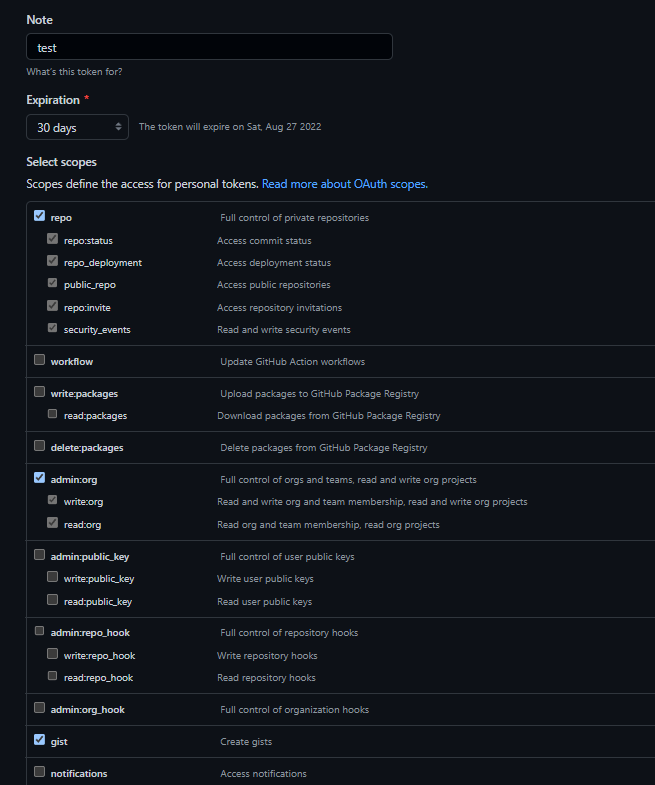 Note
test
What's this token for?
Expiration *
30 days The token will expire on Sat, Aug 27 2022
Select scopes
Scopes define the access for personal tokens. Read more about OAuth scopes.
repo Full control of private repositories
repo:status Access commit status
repo_deployment Access deployment status
public_repo Access public repositories
repo:invite Access repository invitations
security_events Read and write security events
workflow Update GitHub Action workflows
write:packages Upload packages to GitHub Package Registry
read:packages Download packages from GitHub Package Registry
delete:packages Delete packages from GitHub Package Registry
admin:org Full control of orgs and teams, read and write org projects
write:org Read and write org and team membership, read and write org projects
read:org Read org and team membership, read org projects
admin:public_key Full control of user public keys
write:public_key Write user public keys
read:public_key Read user public keys
admin:repo_hook Full control of repository hooks
write:repo_hook Write repository hooks
read:repo_hook Read repository hooks
admin:org_hook Full control of organization hooks
gist Create gists
notifications Access notifications